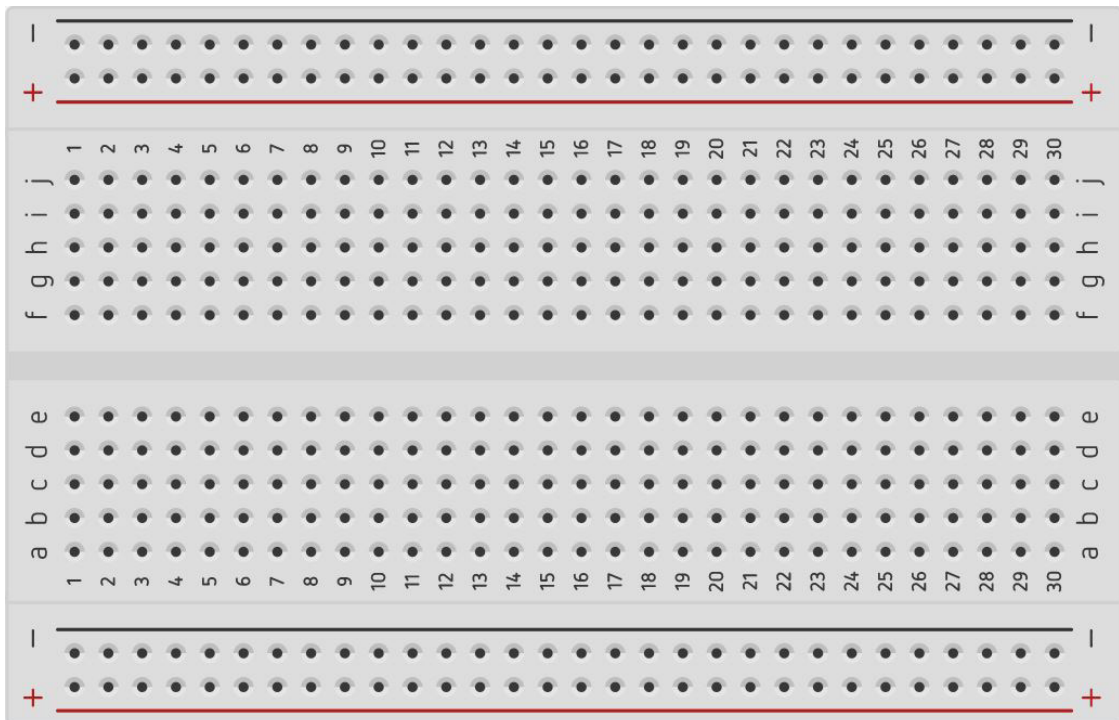 − −
+ +
1 2 3 4 5 6 7 8 9 10 11 12 13 14 15 16 17 18 19 20 21 22 23 24 25 26 27 28 29 30
j j
i i
h h
g g
f f
e e
d d
c c
b b
a a
1 2 3 4 5 6 7 8 9 10 11 12 13 14 15 16 17 18 19 20 21 22 23 24 25 26 27 28 29 30
− −
+ +